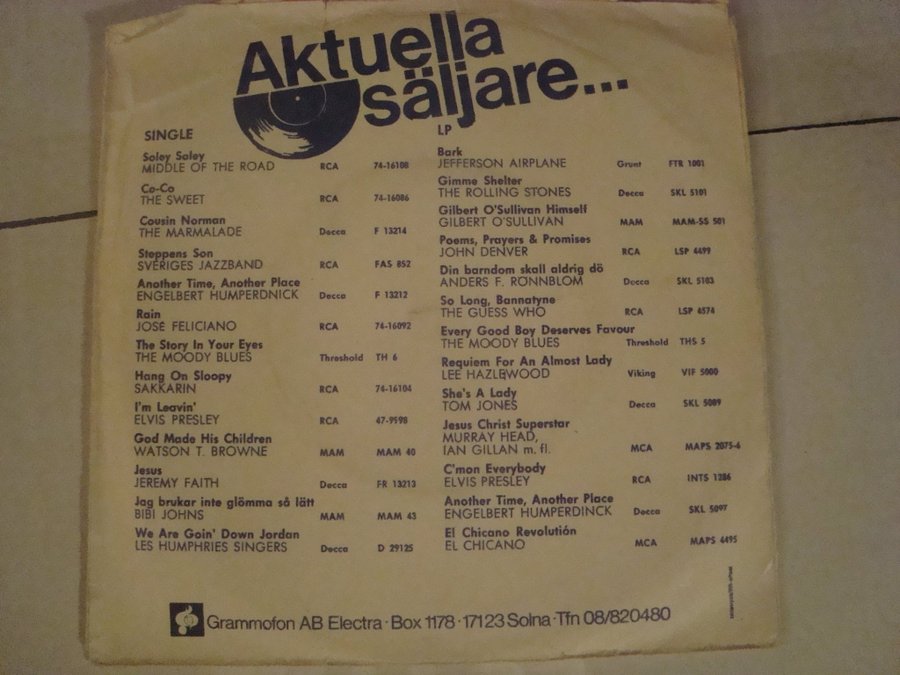 Aktuella
säljare...
SINGLE
Soley Soley
MIDDLE OF THE ROAD RCA 74-16108
Co-Co
THE SWEET RCA 74-16086
Cousin Norman
THE MARMALADE Decca F 13214
Steppens Son
SVERIGES JAZZBAND RCA FAS 852
Another Time, Another Place
ENGELBERT HUMPERDNICK Decca F 13212
Rain
JOSÉ FELICIANO RCA 74-16092
The Story In Your Eyes
THE MOODY BLUES Threshold TH 6
Hang On Sloopy
SAKKARIN RCA 74-16104
I'm Leavin'
ELVIS PRESLEY RCA 47-9998
God Made His Children
WATSON T. BROWNE MAM MAM 40
Jesus
JEREMY FAITH Decca FR 13213
Jag brukar inte glömma så lätt
BIBI JOHNS MAM MAM 43
We Are Goin' Down Jordan
LES HUMPHRIES SINGERS Decca D 29125
LP
Bark
JEFFERSON AIRPLANE Grunt FTR 1001
Gimme Shelter
THE ROLLING STONES Decca SKL 5101
Gilbert O'Sullivan Himself
GILBERT O'SULLIVAN MAM MAM-SS 501
Poems, Prayers & Promises
JOHN DENVER RCA LSP 4499
Din barndom skall aldrig dö
ANDERS F. RÖNNBLOM Decca SKL 5103
So Long, Bannatyne
THE GUESS WHO RCA LSP 4574
Every Good Boy Deserves Favour
THE MOODY BLUES Threshold THS 5
Requiem For An Almost Lady
LEE HAZLEWOOD Viking VIF 5000
She's A Lady
TOM JONES Decca SKL 5089
Jesus Christ Superstar
MURRAY HEAD,
IAN GILLAN m. fl. MCA MAPS 2075-6
C'mon Everybody
ELVIS PRESLEY RCA INTS 1286
Another Time, Another Place
ENGELBERT HUMPERDINCK Decca SKL 5097
El Chicano Revolutión
EL CHICANO MCA MAPS 4495
Grammofon AB Electra · Box 1178 · 171 23 Solna · Tfn 08/820480